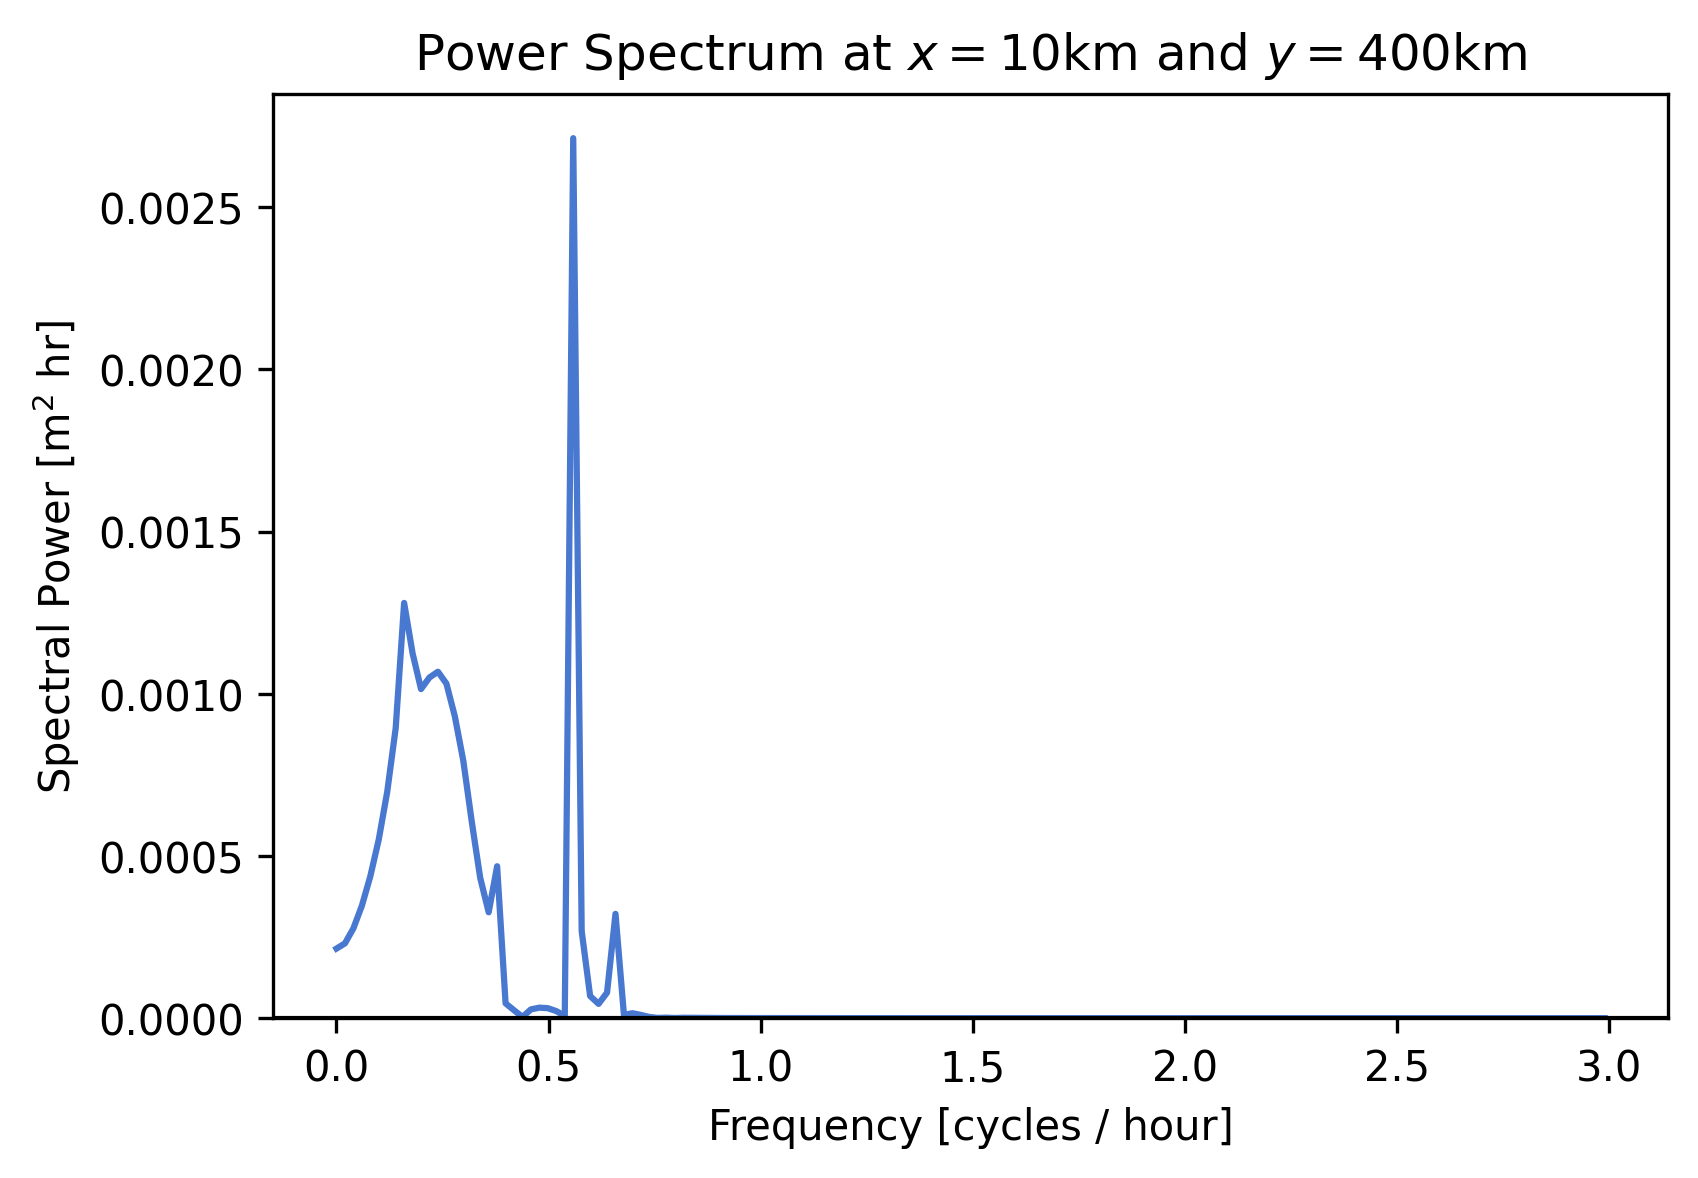 Power Spectrum at x = 10km and y = 400km
Spectral Power [m² hr]
0.0025
0.0020
0.0015
0.0010
0.0005
0.0000
0.0 0.5 1.0 1.5 2.0 2.5 3.0
Frequency [cycles / hour]